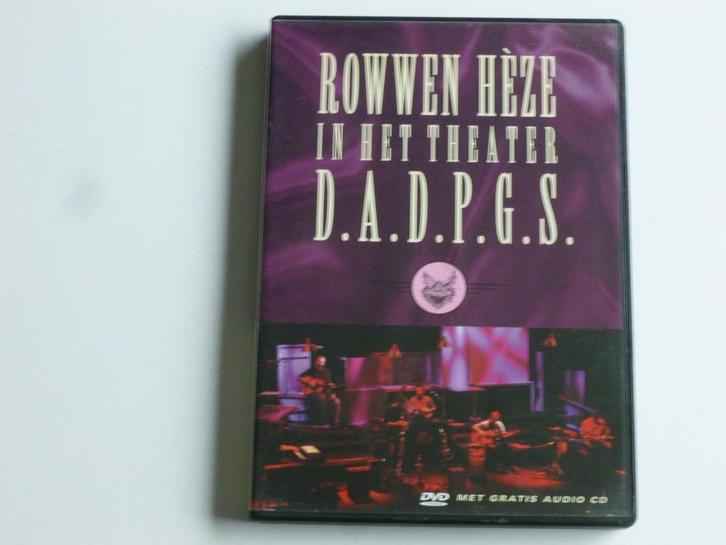 ROWWEN HÈZE
IN HET THEATER
D.A.D.P.G.S.
DVD MET GRATIS AUDIO CD